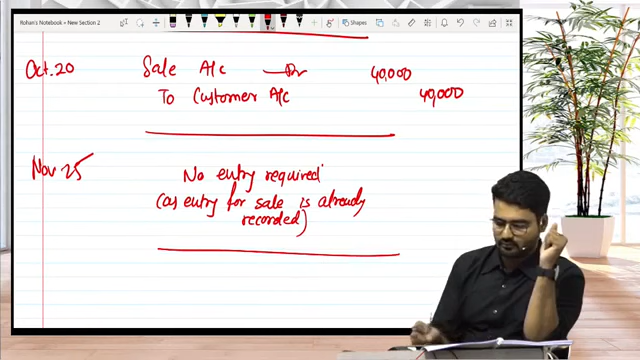 Rohan's Notebook – New Section 2
Shapes
Oct. 20 Sale A/c —Dr 40,000
To Customer A/c 40,000
Nov 25 No entry required
(as entry for sale is already
recorded)